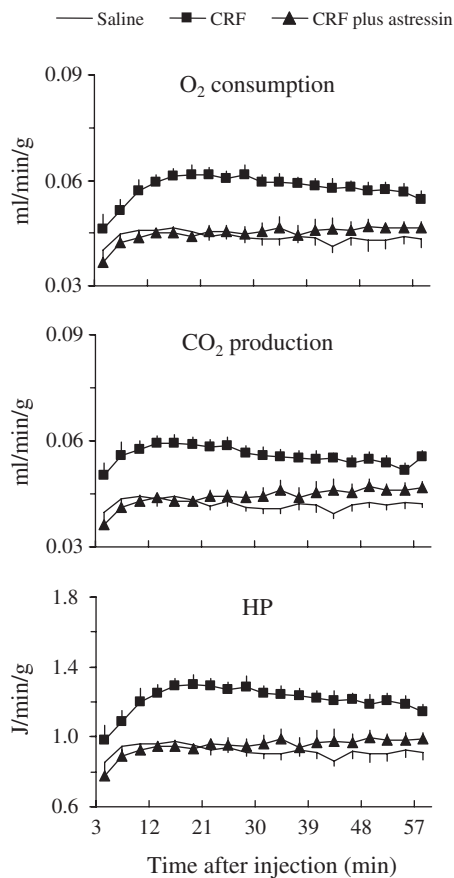 Saline CRF CRF plus astressin
O₂ consumption
ml/min/g
0.09
0.06
0.03
CO₂ production
ml/min/g
0.09
0.06
0.03
HP
J/min/g
1.8
1.4
1.0
0.6
3 12 21 30 39 48 57
Time after injection (min)